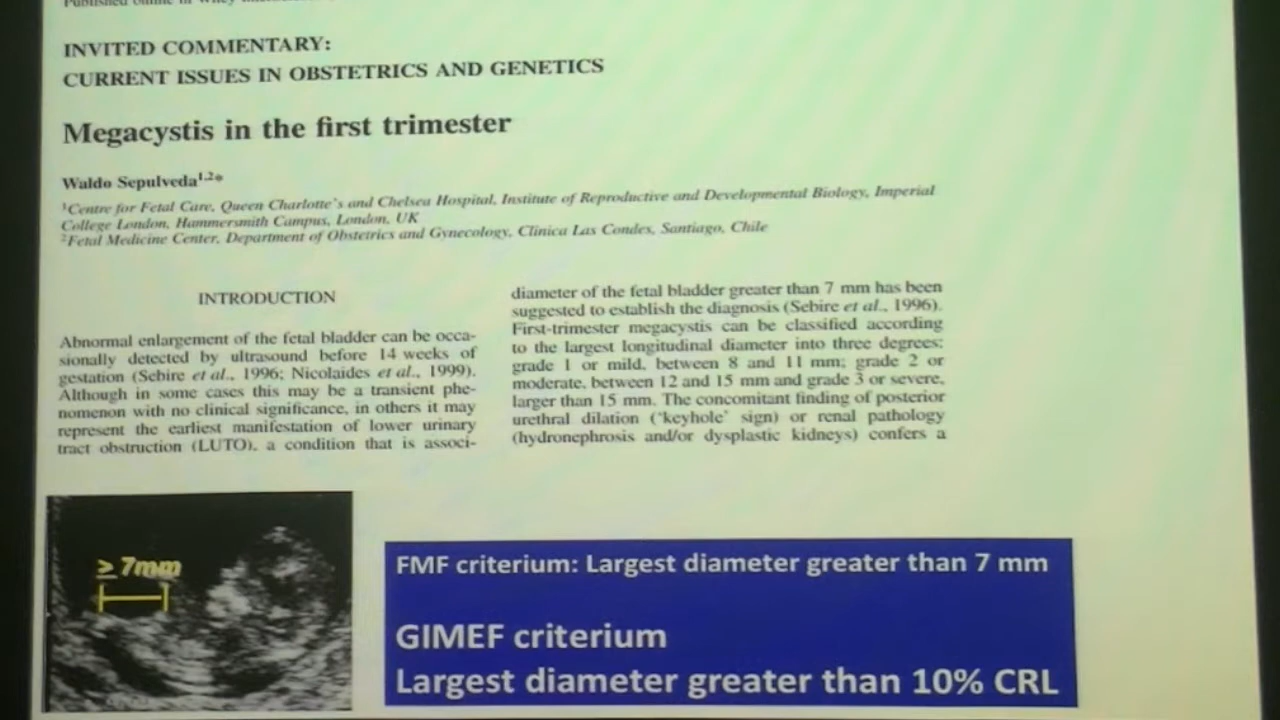 INVITED COMMENTARY:
CURRENT ISSUES IN OBSTETRICS AND GENETICS
Megacystis in the first trimester
Waldo Sepulveda1,2*
1Centre for Fetal Care, Queen Charlotte's and Chelsea Hospital, Institute of Reproductive and Developmental Biology, Imperial
College London, Hammersmith Campus, London, UK
2Fetal Medicine Center, Department of Obstetrics and Gynecology, Clinica Las Condes, Santiago, Chile
INTRODUCTION
Abnormal enlargement of the fetal bladder can be occa-
sionally detected by ultrasound before 14 weeks of
gestation (Sebire et al., 1996; Nicolaides et al., 1999).
Although in some cases this may be a transient phe-
nomenon with no clinical significance, in others it may
represent the earliest manifestation of lower urinary
tract obstruction (LUTO), a condition that is associ-
diameter of the fetal bladder greater than 7 mm has been
suggested to establish the diagnosis (Sebire et al., 1996).
First-trimester megacystis can be classified according
to the largest longitudinal diameter into three degrees:
grade 1 or mild, between 8 and 11 mm; grade 2 or
moderate, between 12 and 15 mm and grade 3 or severe,
larger than 15 mm. The concomitant finding of posterior
urethral dilation ('keyhole' sign) or renal pathology
(hydronephrosis and/or dysplastic kidneys) confers a
≥ 7mm
FMF criterium: Largest diameter greater than 7 mm
GIMEF criterium
Largest diameter greater than 10% CRL